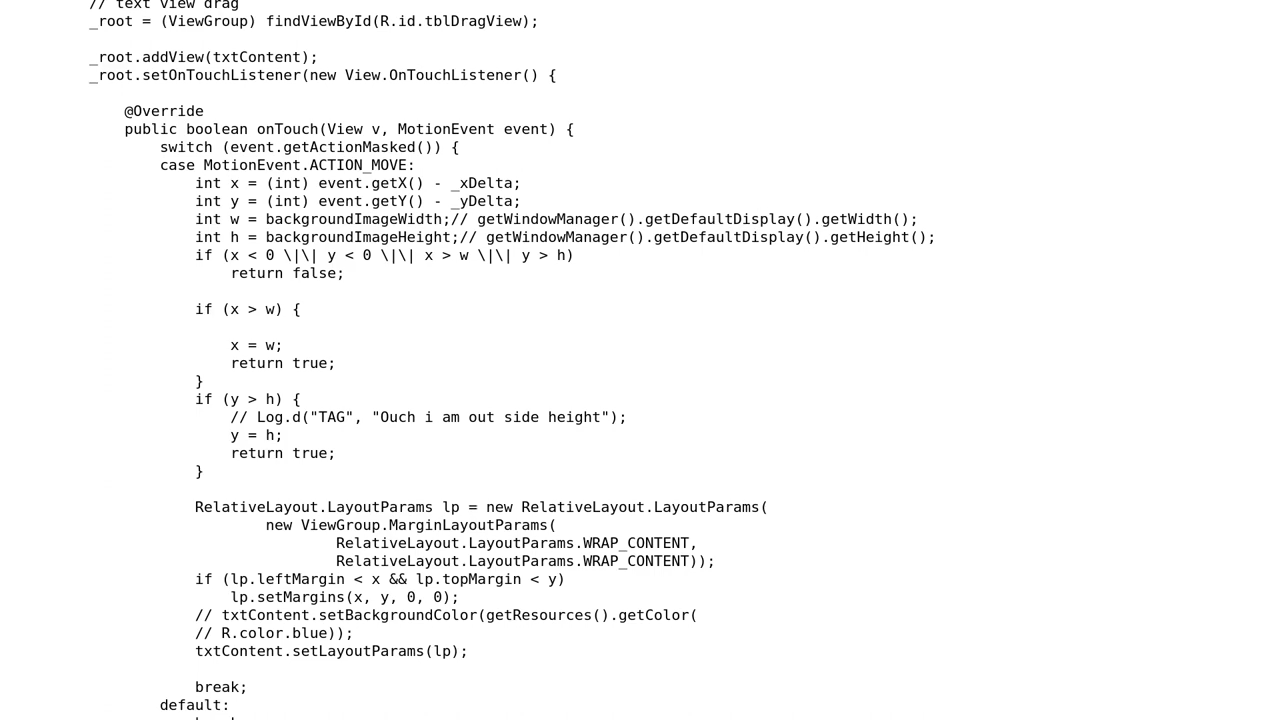 // text view drag
_root = (ViewGroup) findViewById(R.id.tblDragView);
_root.addView(txtContent);
_root.setOnTouchListener(new View.OnTouchListener() {
@Override
public boolean onTouch(View v, MotionEvent event) {
switch (event.getActionMasked()) {
case MotionEvent.ACTION_MOVE:
int x = (int) event.getX() - _xDelta;
int y = (int) event.getY() - _yDelta;
int w = backgroundImageWidth;// getWindowManager().getDefaultDisplay().getWidth();
int h = backgroundImageHeight;// getWindowManager().getDefaultDisplay().getHeight();
if (x < 0 \|\| y < 0 \|\| x > w \|\| y > h)
return false;
if (x > w) {
x = w;
return true;
}
if (y > h) {
// Log.d("TAG", "Ouch i am out side height");
y = h;
return true;
}
RelativeLayout.LayoutParams lp = new RelativeLayout.LayoutParams(
new ViewGroup.MarginLayoutParams(
RelativeLayout.LayoutParams.WRAP_CONTENT,
RelativeLayout.LayoutParams.WRAP_CONTENT));
if (lp.leftMargin < x && lp.topMargin < y)
lp.setMargins(x, y, 0, 0);
// txtContent.setBackgroundColor(getResources().getColor(
// R.color.blue));
txtContent.setLayoutParams(lp);
break;
default: